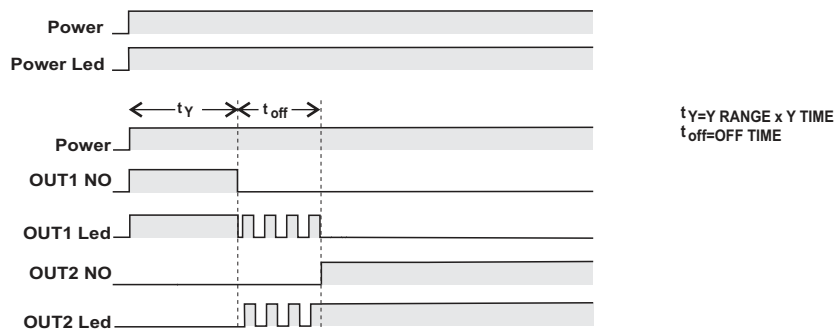 Power
Power Led
tY
toff
tY=Y RANGE x Y TIME
toff=OFF TIME
Power
OUT1 NO
OUT1 Led
OUT2 NO
OUT2 Led